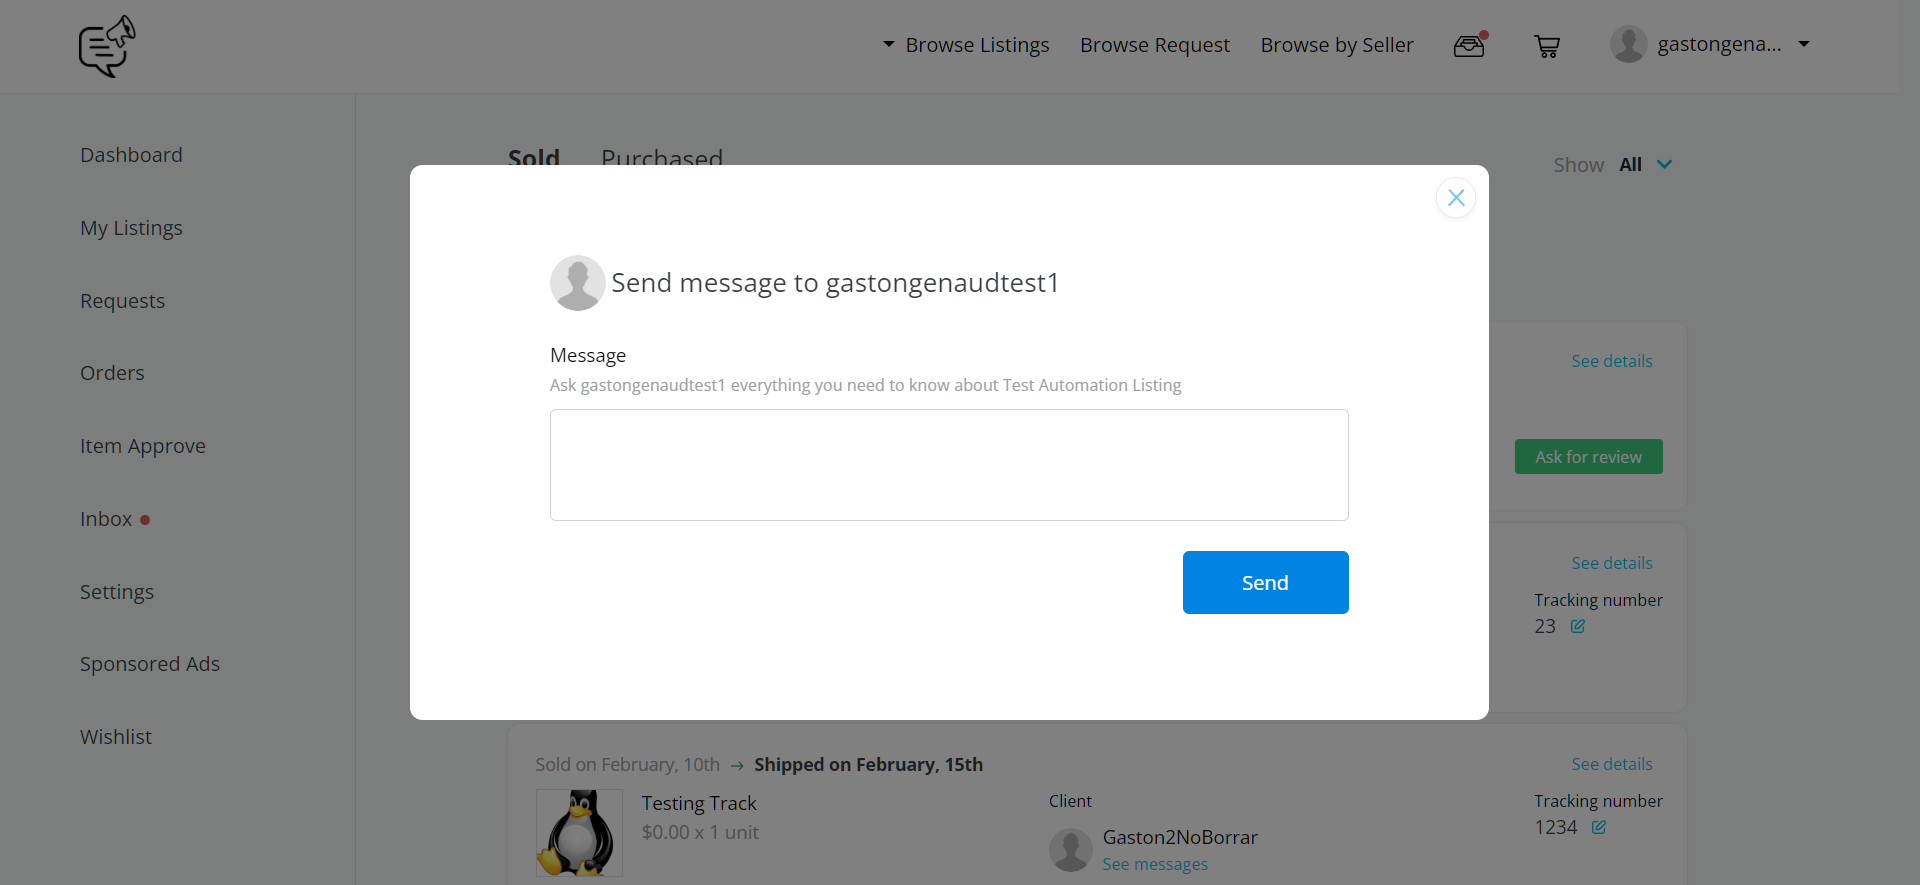 Browse Listings
Browse Request
Browse by Seller
gastongena...
Dashboard
My Listings
Requests
Orders
Item Approve
Inbox
Settings
Sponsored Ads
Wishlist
Sold
Purchased
Show All
Send message to gastongenaudtest1
Message
Ask gastongenaudtest1 everything you need to know about Test Automation Listing
Send
See details
Ask for review
See details
Tracking number
23
Sold on February, 10th → Shipped on February, 15th
See details
Testing Track
$0.00 x 1 unit
Client
Gaston2NoBorrar
See messages
Tracking number
1234